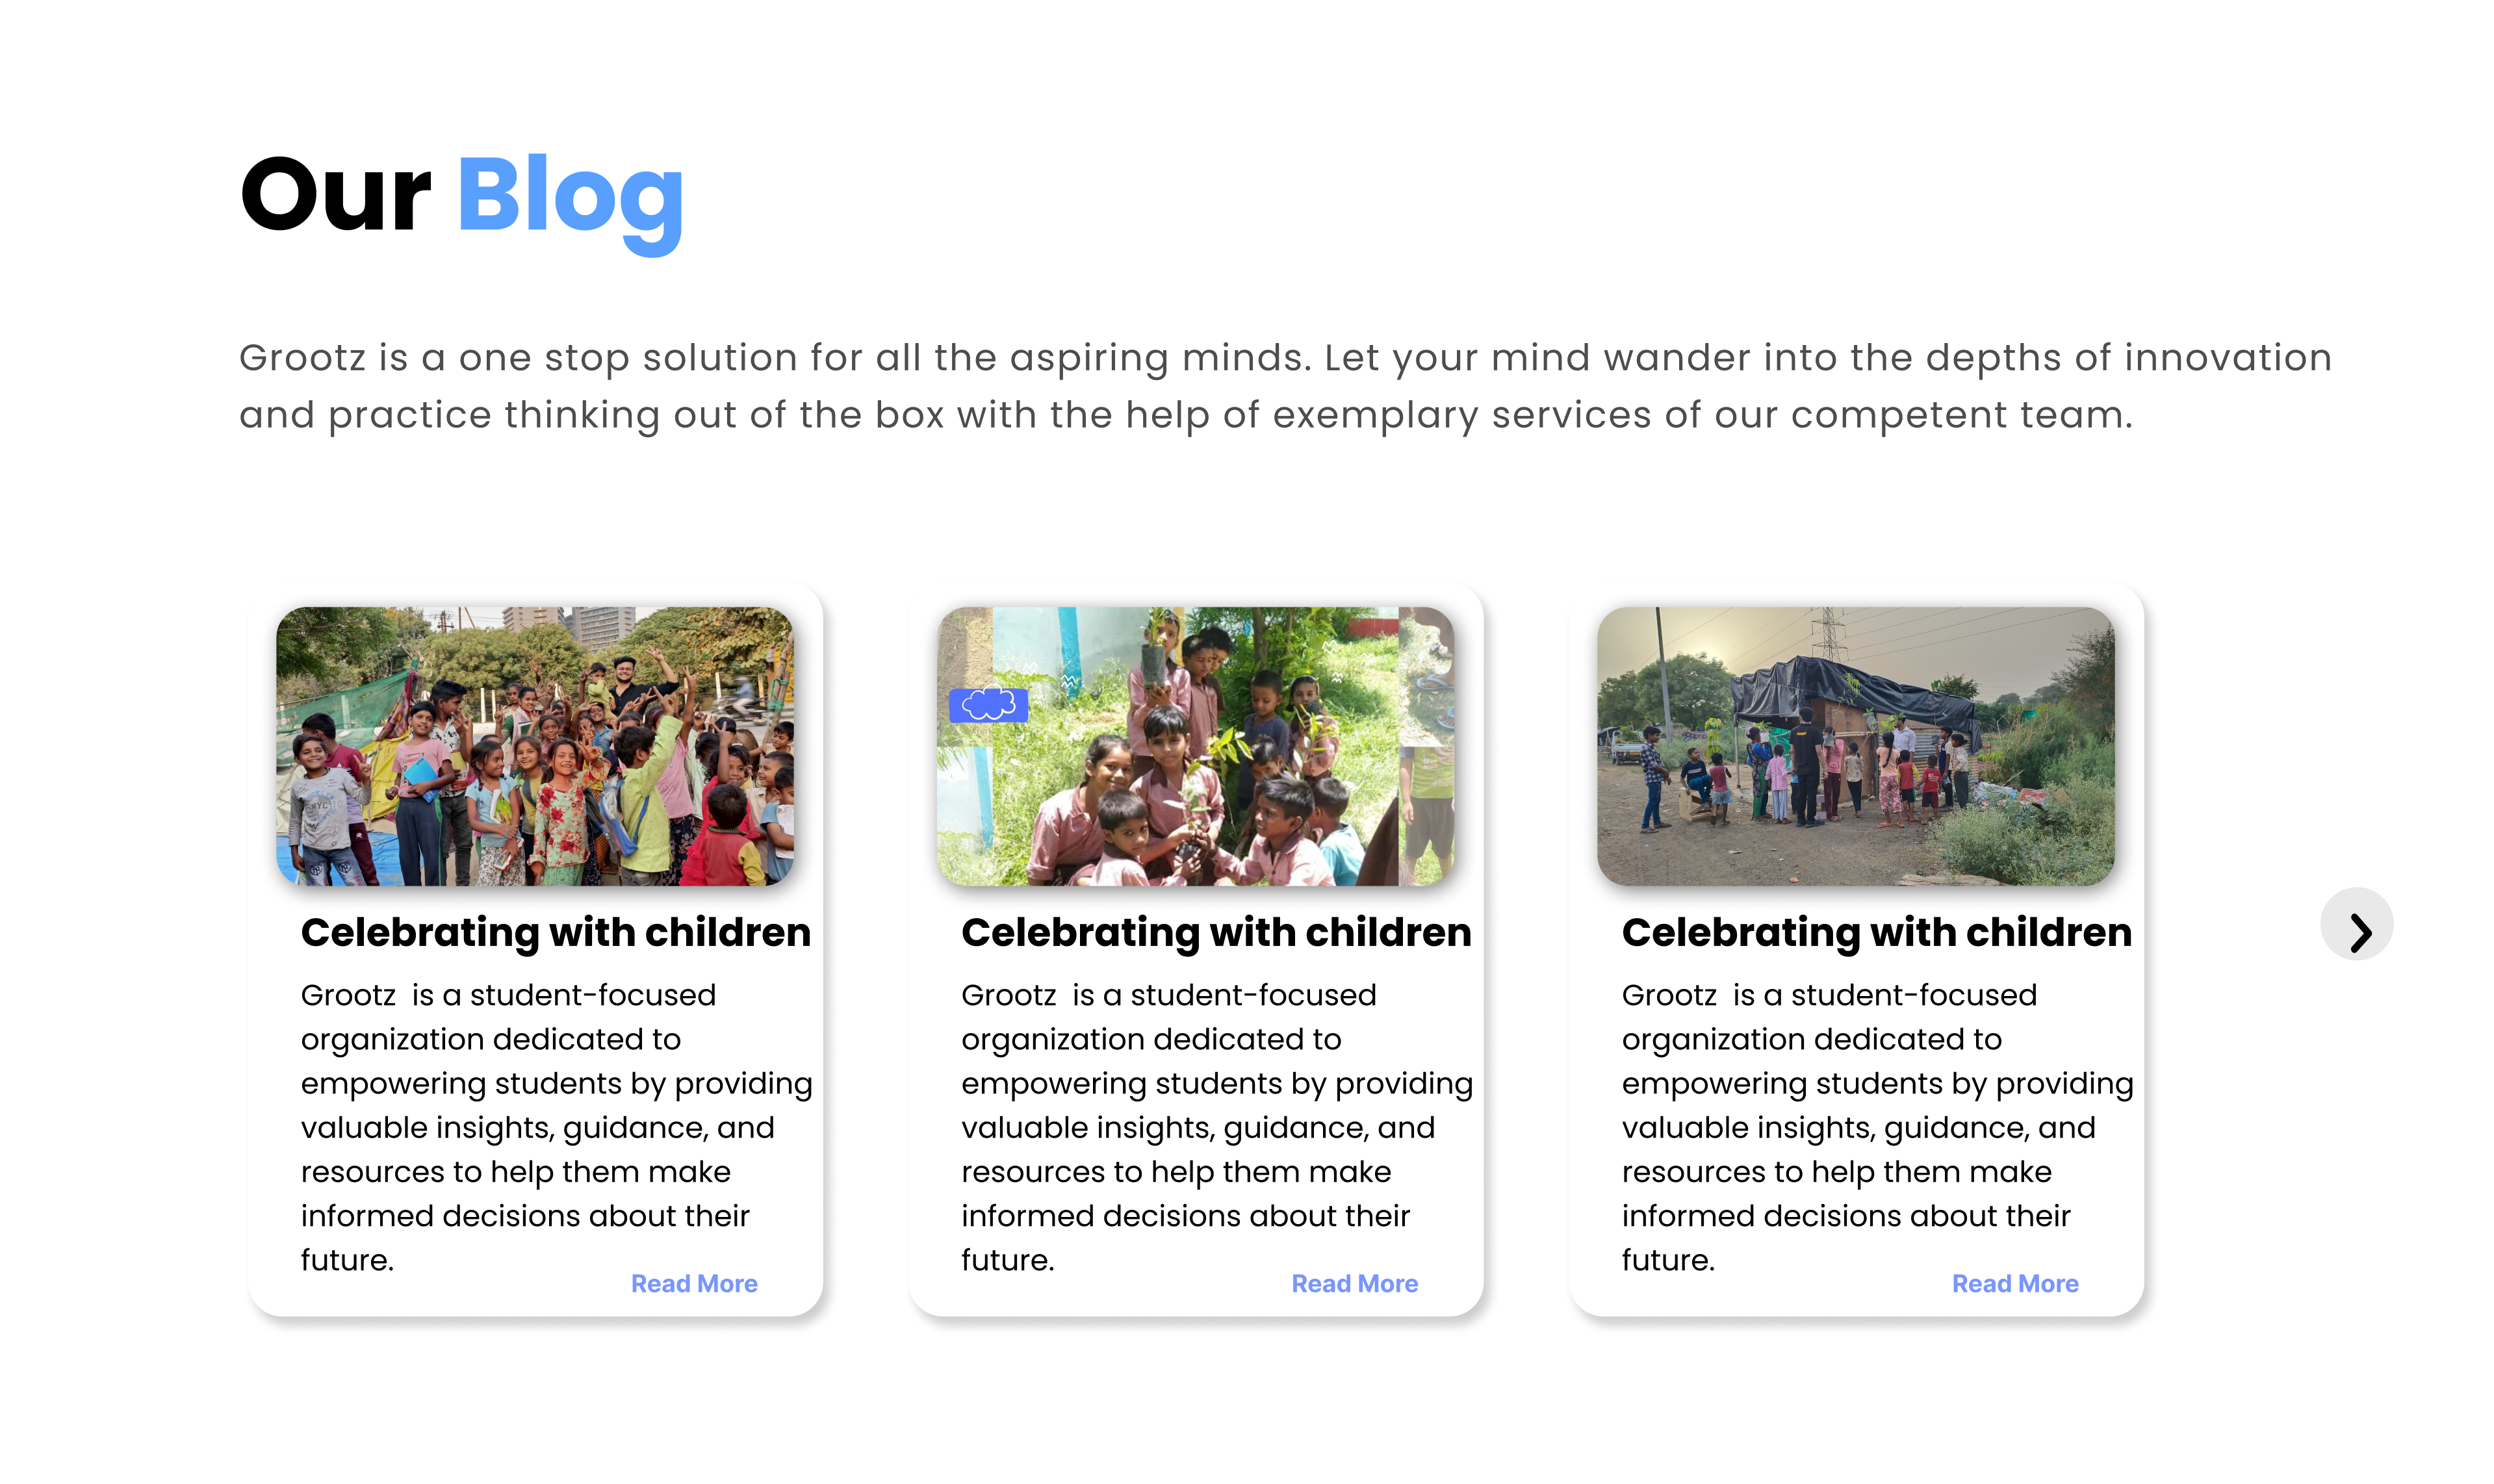 Our Blog
Grootz is a one stop solution for all the aspiring minds. Let your mind wander into the depths of innovation
and practice thinking out of the box with the help of exemplary services of our competent team.
Celebrating with children
Grootz  is a student-focused
organization dedicated to
empowering students by providing
valuable insights, guidance, and
resources to help them make
informed decisions about their
future.
Read More
Celebrating with children
Grootz  is a student-focused
organization dedicated to
empowering students by providing
valuable insights, guidance, and
resources to help them make
informed decisions about their
future.
Read More
Celebrating with children
Grootz  is a student-focused
organization dedicated to
empowering students by providing
valuable insights, guidance, and
resources to help them make
informed decisions about their
future.
Read More